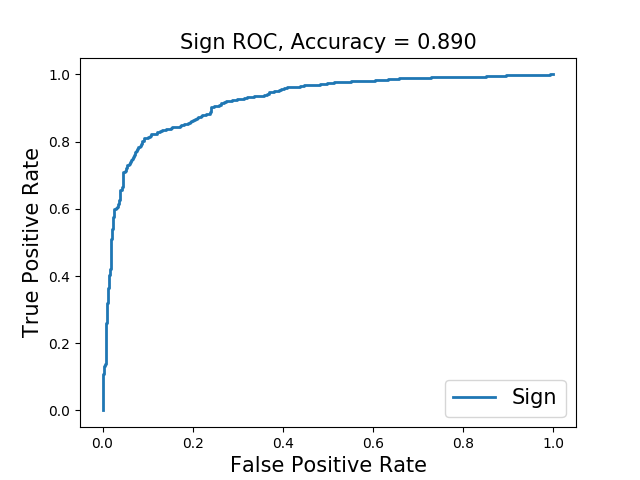 Sign ROC, Accuracy = 0.890
True Positive Rate
1.0
0.8
0.6
0.4
0.2
0.0
Sign
0.0 0.2 0.4 0.6 0.8 1.0
False Positive Rate